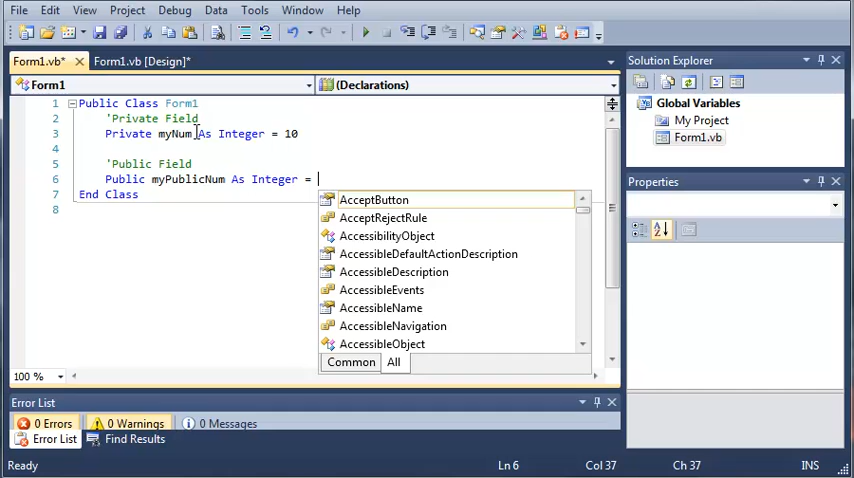 File Edit View Project Debug Data Tools Window Help
Form1.vb* Form1.vb [Design]*
Form1 (Declarations)
1 Public Class Form1
2 'Private Field
3 Private myNum As Integer = 10
4
5 'Public Field
6 Public myPublicNum As Integer =
7 End Class
8
AcceptButton
AcceptRejectRule
AccessibilityObject
AccessibleDefaultActionDescription
AccessibleDescription
AccessibleEvents
AccessibleName
AccessibleNavigation
AccessibleObject
Common All
100 %
Solution Explorer
Global Variables
My Project
Form1.vb
Properties
Error List
0 Errors 0 Warnings 0 Messages
Error List Find Results
Ready Ln 6 Col 37 Ch 37 INS